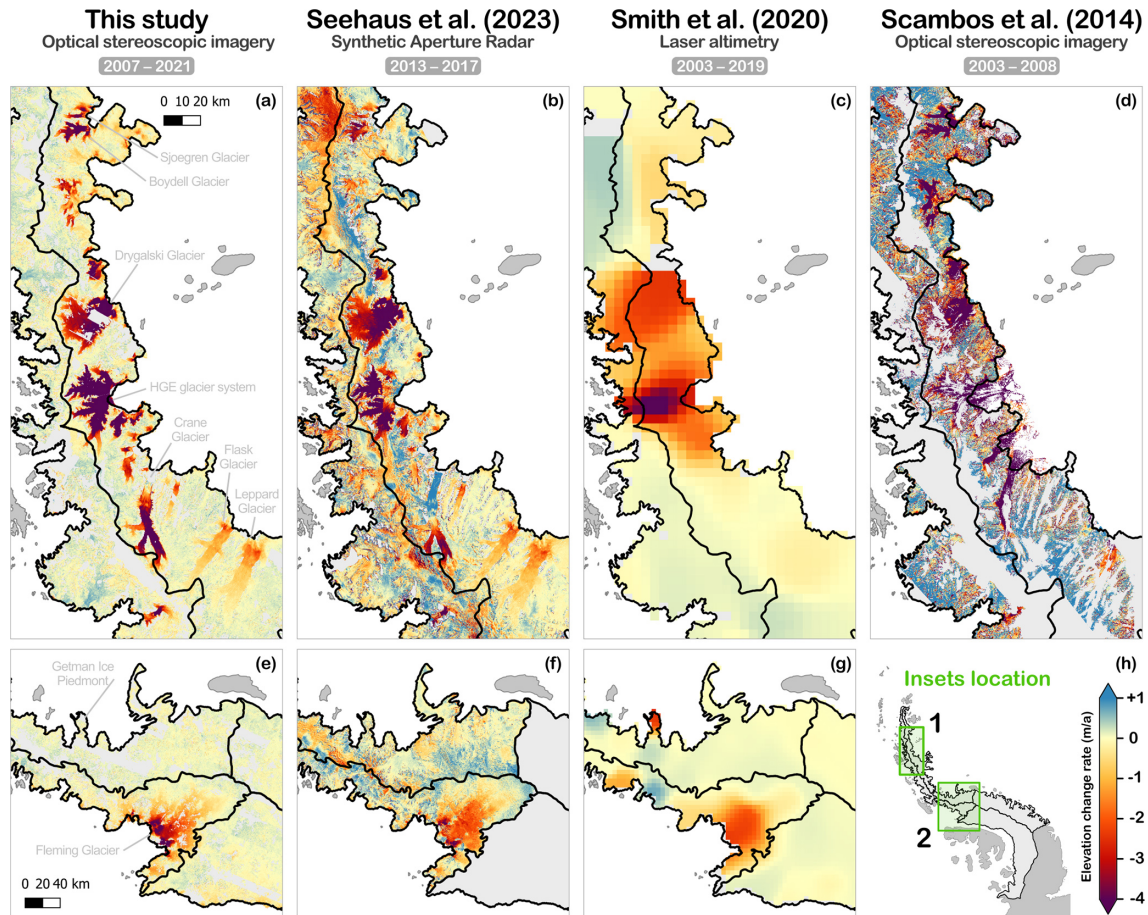 This study
Optical stereoscopic imagery
2007 – 2021
Seehaus et al. (2023)
Synthetic Aperture Radar
2013 – 2017
Smith et al. (2020)
Laser altimetry
2003 – 2019
Scambos et al. (2014)
Optical stereoscopic imagery
2003 – 2008
0 10 20 km
(a)
Sjoegren Glacier
Boydell Glacier
Drygalski Glacier
HGE glacier system
Crane
Glacier
Flask
Glacier
Leppard
Glacier
(b)
(c)
(d)
(e)
Getman Ice
Piedmont
Fleming Glacier
0 20 40 km
(f)
(g)
(h)
Insets location
1
2
Elevation change rate (m/a)
+1
0
-1
-2
-3
-4